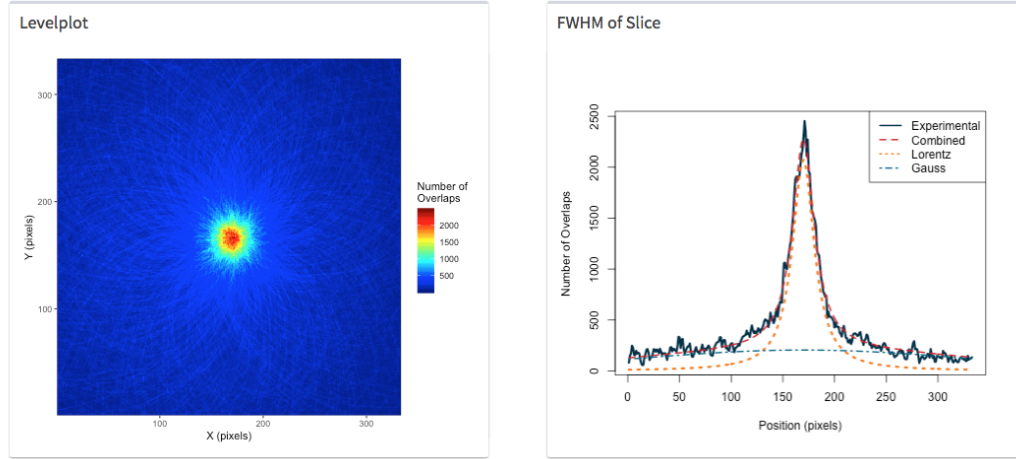 Levelplot
300
200
100
Y (pixels)
100
200
300
X (pixels)
Number of
Overlaps
2000
1500
1000
500
FWHM of Slice
2500
2000
1500
1000
500
0
Number of Overlaps
Experimental
Combined
Lorentz
Gauss
0
50
100
150
200
250
300
Position (pixels)